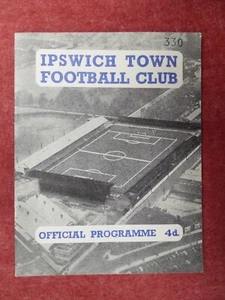 330
IPSWICH TOWN
FOOTBALL CLUB
OFFICIAL PROGRAMME 4d.